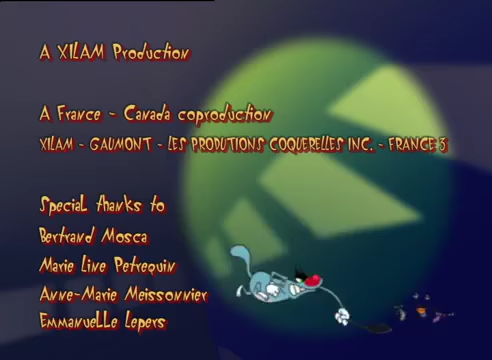 A XILAM Production
A France - Canada coproduction
XILAM - GAUMONT - LES PRODUTIONS COQUERELLES INC. - FRANCE 3
Special thanks to
Bertrand Mosca
Marie Line Petrequin
Anne-Marie Meissonnier
Emmanuelle Lepers